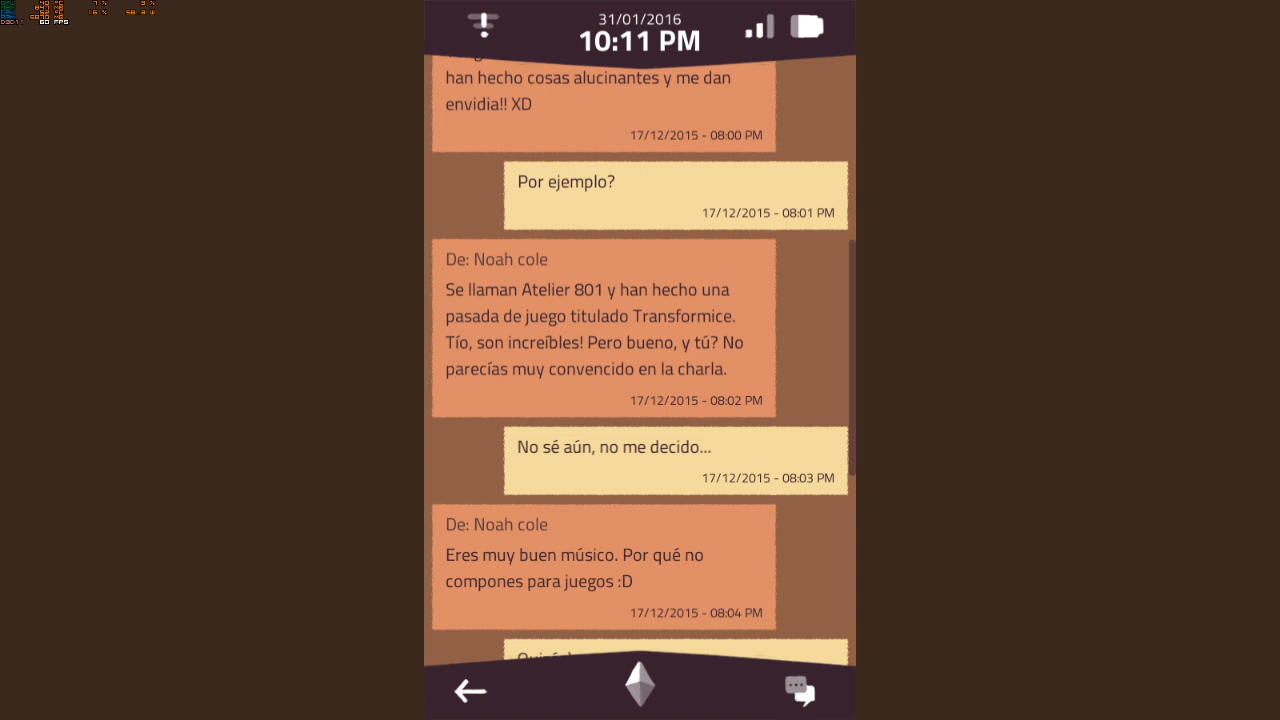 31/01/2016
10:11 PM
han hecho cosas alucinantes y me dan
envidia!! XD
17/12/2015 - 08:00 PM
Por ejemplo?
17/12/2015 - 08:01 PM
De: Noah cole
Se llaman Atelier 801 y han hecho una
pasada de juego titulado Transformice.
Tío, son increíbles! Pero bueno, y tú? No
parecías muy convencido en la charla.
17/12/2015 - 08:02 PM
No sé aún, no me decido...
17/12/2015 - 08:03 PM
De: Noah cole
Eres muy buen músico. Por qué no
compones para juegos :D
17/12/2015 - 08:04 PM